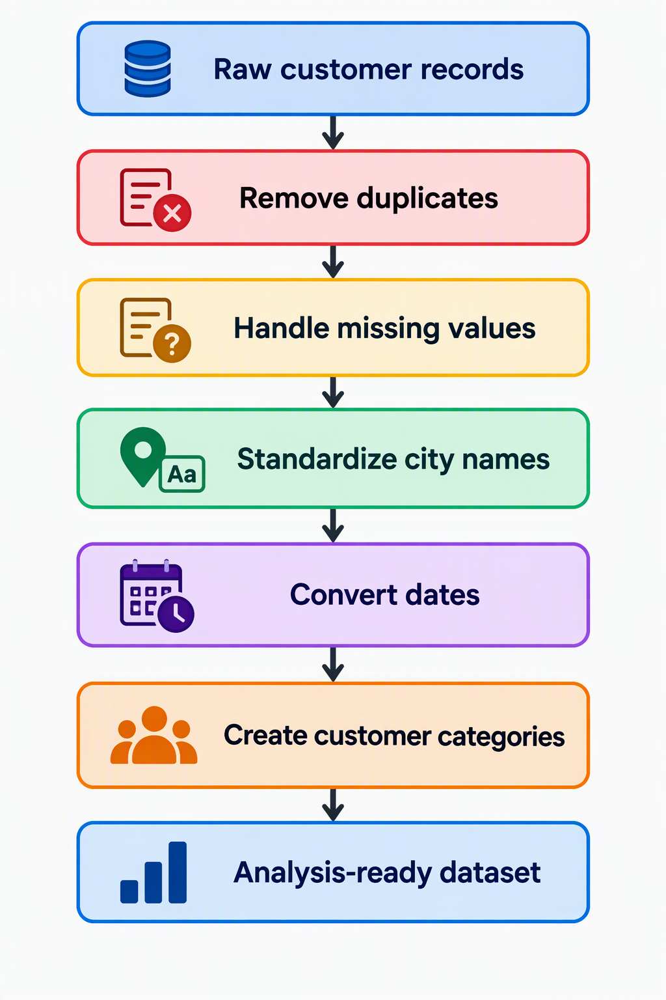 Raw customer records
Remove duplicates
?
Handle missing values
Standardize city names
Aa
Convert dates
Create customer categories
Analysis-ready dataset